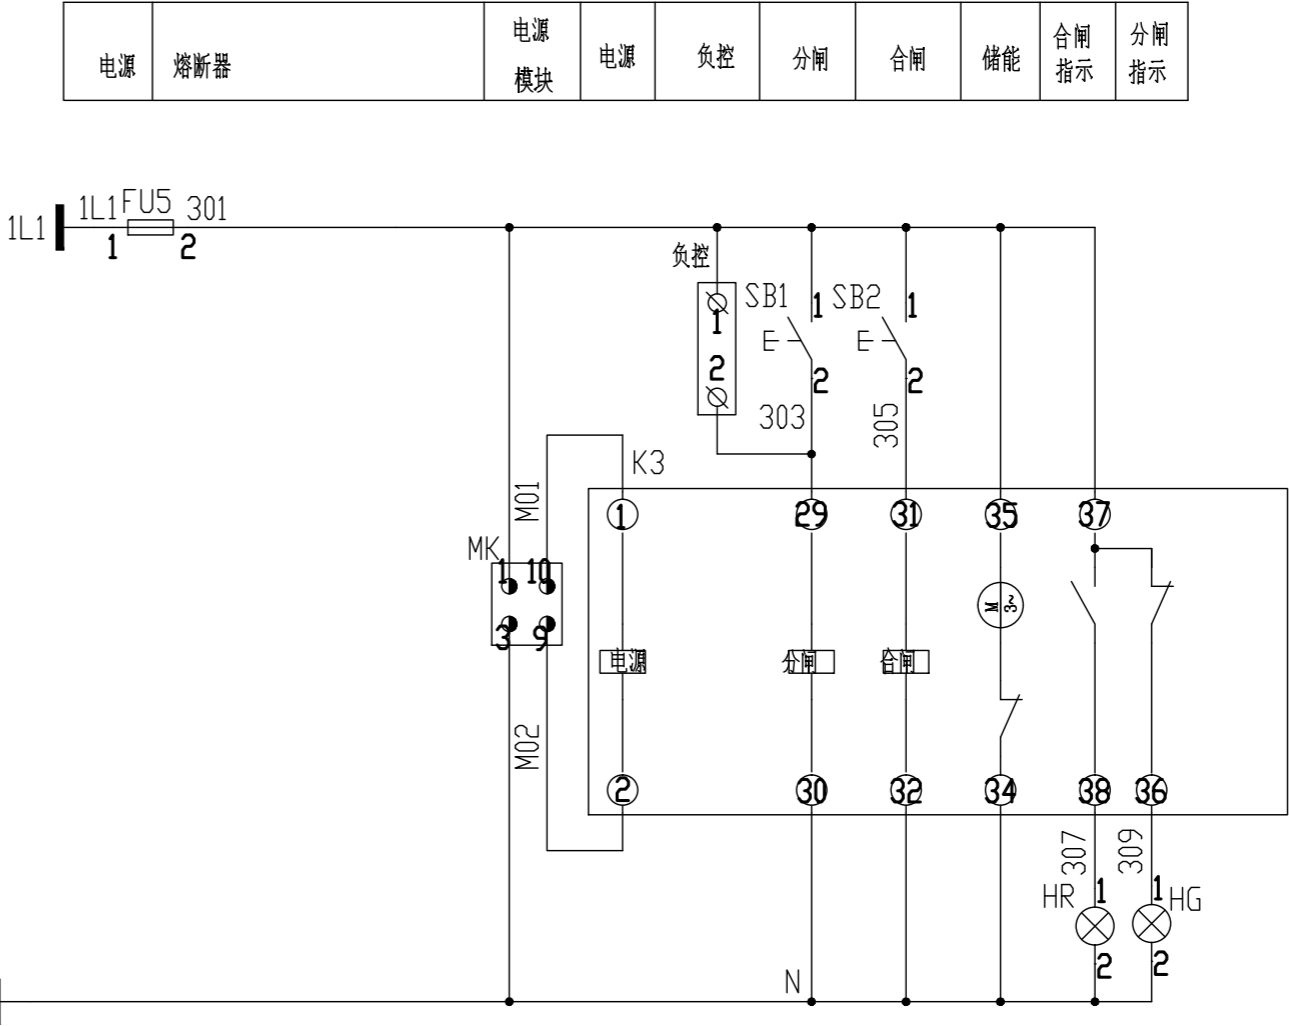 电源
熔断器
电源
模块
电源
负控
分闸
合闸
储能
合闸
指示
分闸
指示
1L1
1L1
FU5
301
1
2
负控
1
2
SB1
E
1
2
303
SB2
E
1
2
305
K3
M01
MK
1
10
3
9
M02
1
29
31
35
37
M
3~
电源
分闸
合闸
2
30
32
34
38
36
307
309
HR
1
2
1
HG
2
N